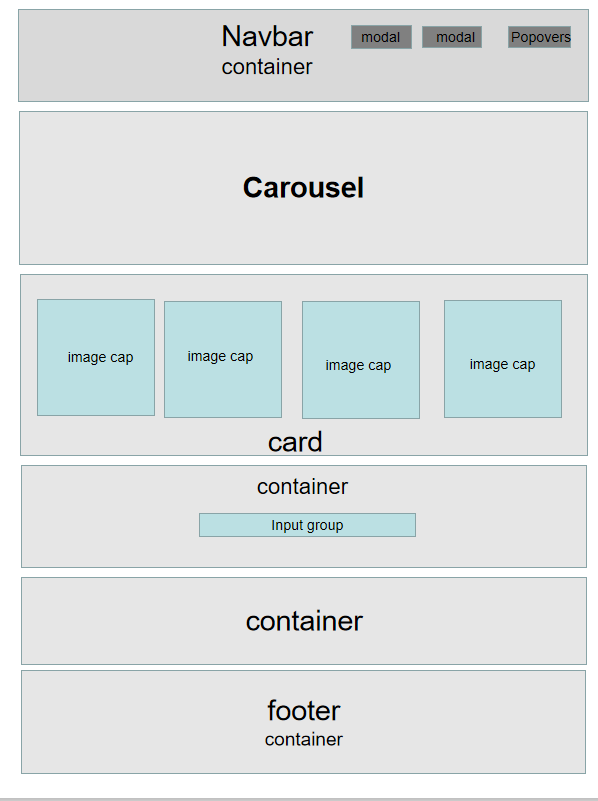 Navbar
container
modal
modal
Popovers
Carousel
image cap
image cap
image cap
image cap
card
container
Input group
container
footer
container